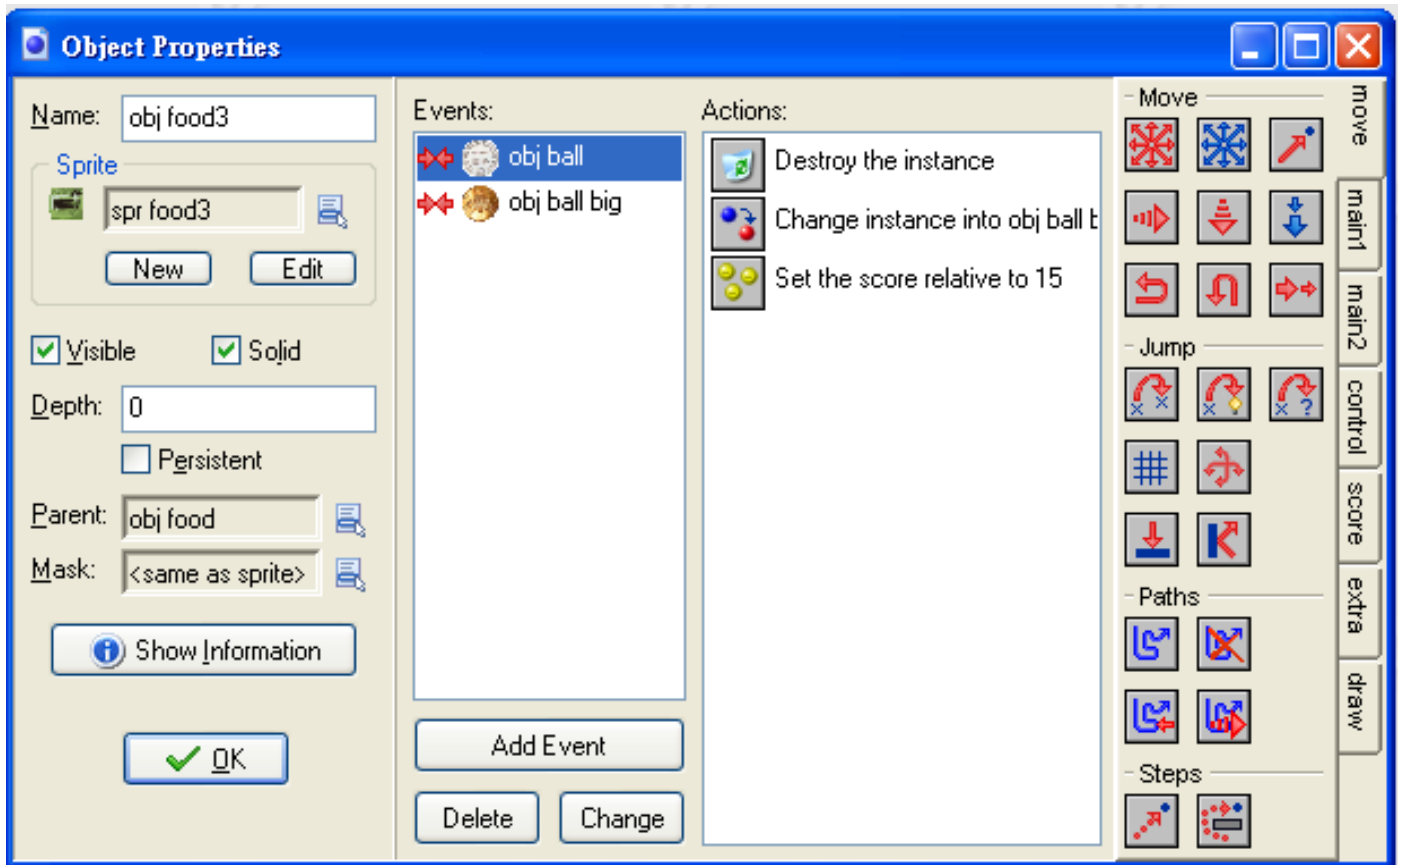 Object Properties
Name: obj food3
Sprite
spr food3
New Edit
Visible Solid
Depth: 0
Persistent
Parent: obj food
Mask: <same as sprite>
Show Information
OK
Events:
obj ball
obj ball big
Add Event
Delete Change
Actions:
Destroy the instance
Change instance into obj ball b
Set the score relative to 15
Move
Jump
Paths
Steps
move
main1
main2
control
score
extra
draw